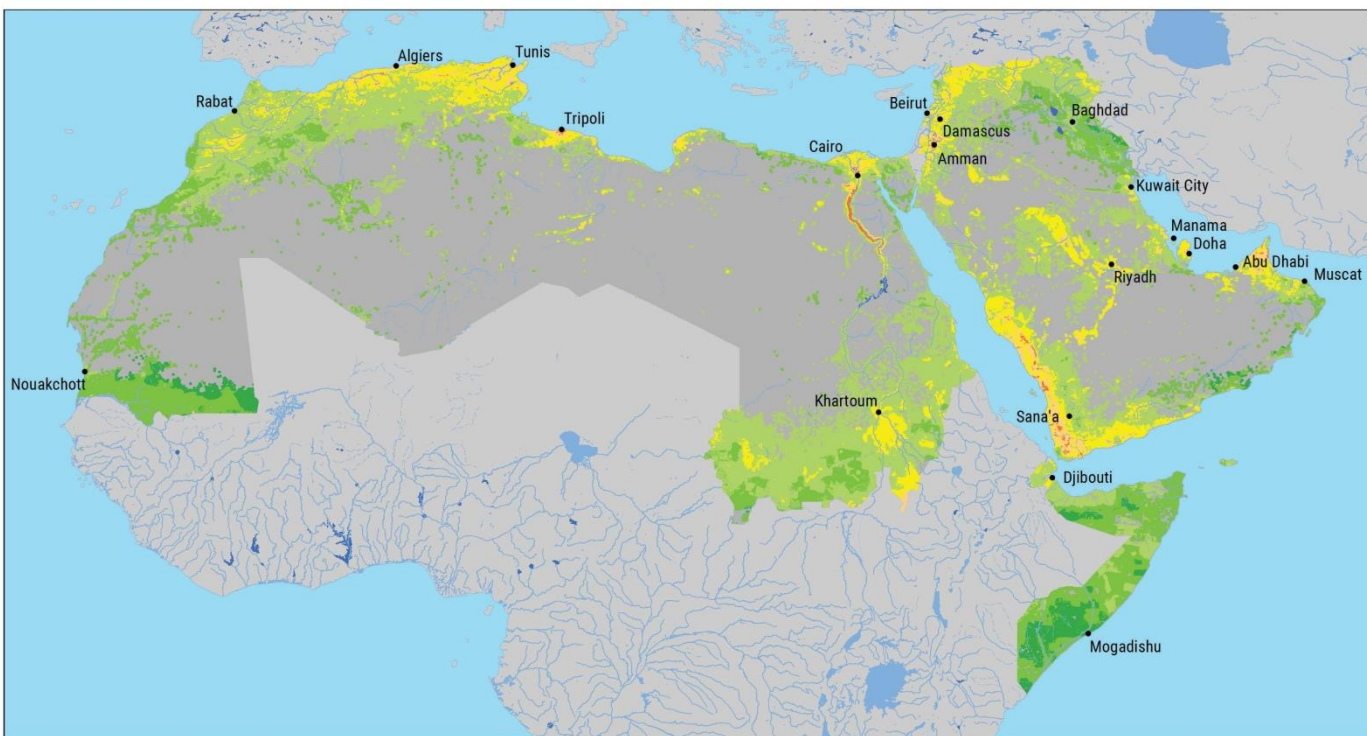 Algiers
Tunis
Rabat
Tripoli
Beirut
Baghdad
Damascus
Cairo
Amman
Kuwait City
Manama
Doha
Abu Dhabi
Riyadh
Muscat
Nouakchott
Khartoum
Sana'a
Djibouti
Mogadishu